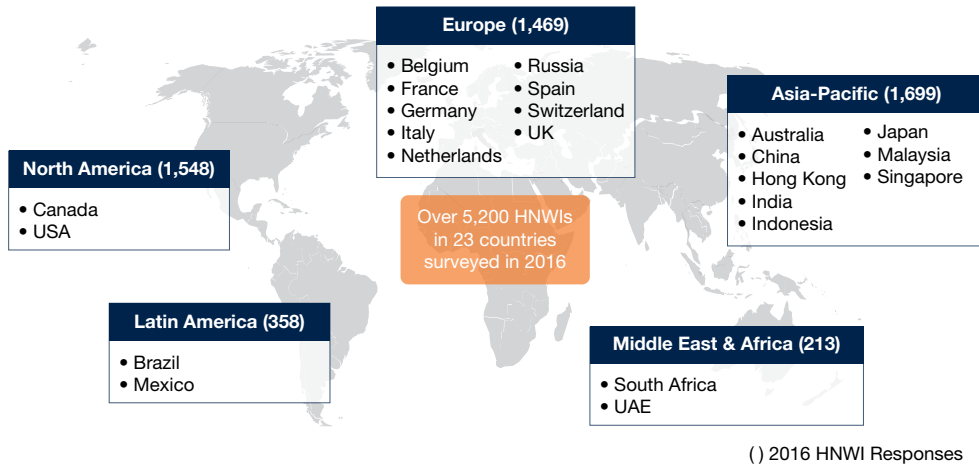 Europe (1,469)
• Belgium
• France
• Germany
• Italy
• Netherlands
• Russia
• Spain
• Switzerland
• UK
Asia-Pacific (1,699)
• Australia
• China
• Hong Kong
• India
• Indonesia
• Japan
• Malaysia
• Singapore
North America (1,548)
• Canada
• USA
Over 5,200 HNWIs
in 23 countries
surveyed in 2016
Latin America (358)
• Brazil
• Mexico
Middle East & Africa (213)
• South Africa
• UAE
( ) 2016 HNWI Responses